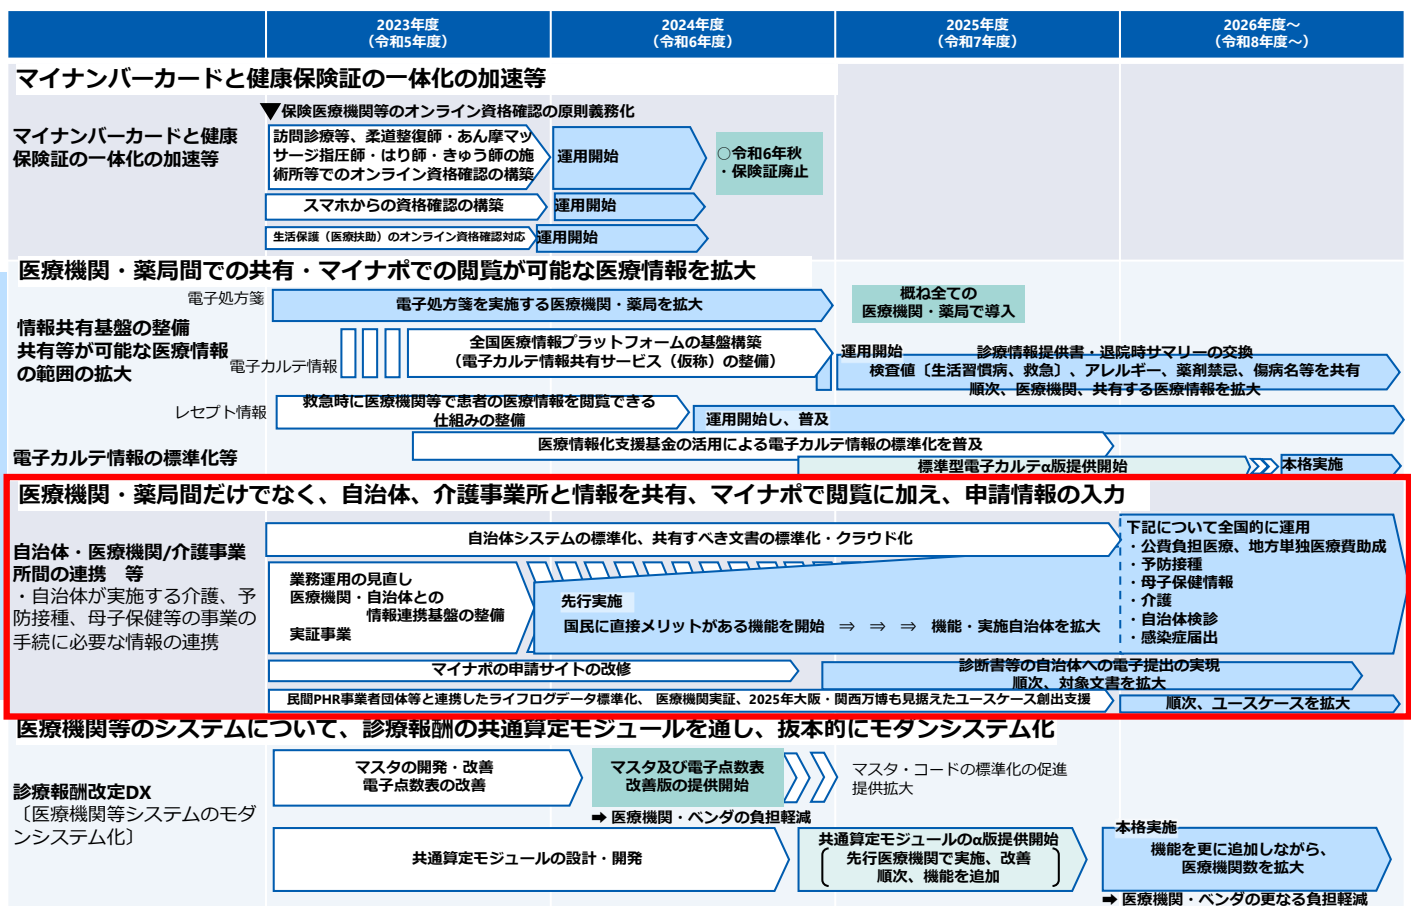 2023年度
（令和5年度）
2024年度
（令和6年度）
2025年度
（令和7年度）
2026年度～
（令和8年度～）
マイナンバーカードと健康保険証の一体化の加速等
マイナンバーカードと健康
保険証の一体化の加速等
▼保険医療機関等のオンライン資格確認の原則義務化
訪問診療等、柔道整復師・あん摩マッ
サージ指圧師・はり師・きゅう師の施
術所等でのオンライン資格確認の構築
運用開始
○令和6年秋
・保険証廃止
スマホからの資格確認の構築
運用開始
生活保護（医療扶助）のオンライン資格確認対応
運用開始
医療機関・薬局間での共有・マイナポでの閲覧が可能な医療情報を拡大
情報共有基盤の整備
共有等が可能な医療情報
の範囲の拡大
電子処方箋
電子処方箋を実施する医療機関・薬局を拡大
概ね全ての
医療機関・薬局で導入
電子カルテ情報
全国医療情報プラットフォームの基盤構築
（電子カルテ情報共有サービス（仮称）の整備）
運用開始
診療情報提供書・退院時サマリーの交換
検査値〔生活習慣病、救急〕、アレルギー、薬剤禁忌、傷病名等を共有
順次、医療機関、共有する医療情報を拡大
レセプト情報
救急時に医療機関等で患者の医療情報を閲覧できる
仕組みの整備
運用開始し、普及
電子カルテ情報の標準化等
医療情報化支援基金の活用による電子カルテ情報の標準化を普及
標準型電子カルテα版提供開始
本格実施
医療機関・薬局間だけでなく、自治体、介護事業所と情報を共有、マイナポで閲覧に加え、申請情報の入力
自治体・医療機関/介護事業
所間の連携　等
・自治体が実施する介護、予
防接種、母子保健等の事業の
手続に必要な情報の連携
自治体システムの標準化、共有すべき文書の標準化・クラウド化
業務運用の見直し
医療機関・自治体との
情報連携基盤の整備
実証事業
先行実施
国民に直接メリットがある機能を開始　⇒　⇒　⇒　機能・実施自治体を拡大
下記について全国的に運用
・公費負担医療、地方単独医療費助成
・予防接種
・母子保健情報
・介護
・自治体検診
・感染症届出
マイナポの申請サイトの改修
診断書等の自治体への電子提出の実現
順次、対象文書を拡大
民間PHR事業者団体等と連携したライフログデータ標準化、 医療機関実証、2025年大阪・関西万博も見据えたユースケース創出支援
順次、ユースケースを拡大
医療機関等のシステムについて、診療報酬の共通算定モジュールを通し、抜本的にモダンシステム化
診療報酬改定DX
〔医療機関等システムのモダ
ンシステム化〕
マスタの開発・改善
電子点数表の改善
マスタ及び電子点数表
改善版の提供開始
マスタ・コードの標準化の促進
提供拡大
➡ 医療機関・ベンダの負担軽減
共通算定モジュールの設計・開発
共通算定モジュールのα版提供開始
先行医療機関で実施、改善
順次、機能を追加
本格実施
機能を更に追加しながら、
医療機関数を拡大
➡ 医療機関・ベンダの更なる負担軽減